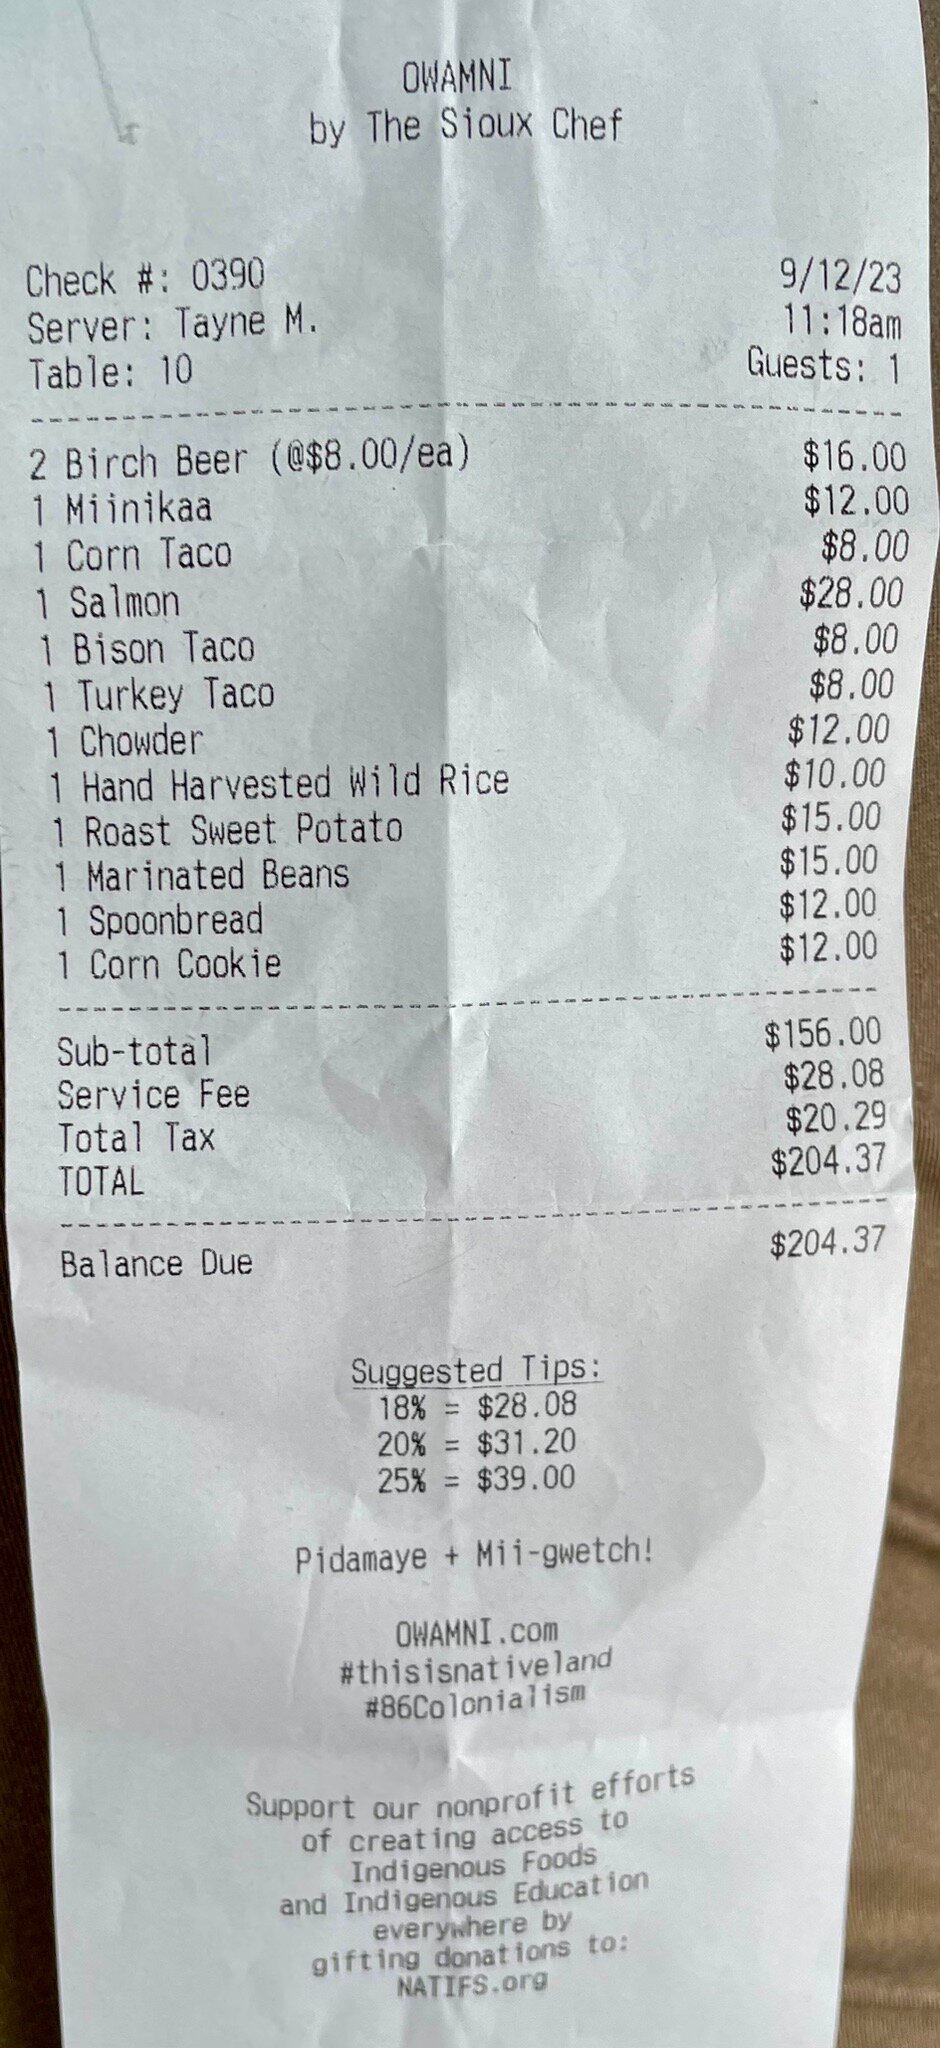 OWAMNI
by The Sioux Chef
Check #: 0390 9/12/23
Server: Tayne M. 11:18am
Table: 10 Guests: 1
2 Birch Beer (@$8.00/ea) $16.00
1 Miinikaa $12.00
1 Corn Taco $8.00
1 Salmon $28.00
1 Bison Taco $8.00
1 Turkey Taco $8.00
1 Chowder $12.00
1 Hand Harvested Wild Rice $10.00
1 Roast Sweet Potato $15.00
1 Marinated Beans $15.00
1 Spoonbread $12.00
1 Corn Cookie $12.00
Sub-total $156.00
Service Fee $28.08
Total Tax $20.29
TOTAL $204.37
Balance Due $204.37
Suggested Tips:
18% = $28.08
20% = $31.20
25% = $39.00
Pidamaye + Mii-gwetch!
OWAMNI.com
#thisisnativeland
#86Colonialism
Support our nonprofit efforts
of creating access to
Indigenous Foods
and Indigenous Education
everywhere by
gifting donations to:
NATIFS.org